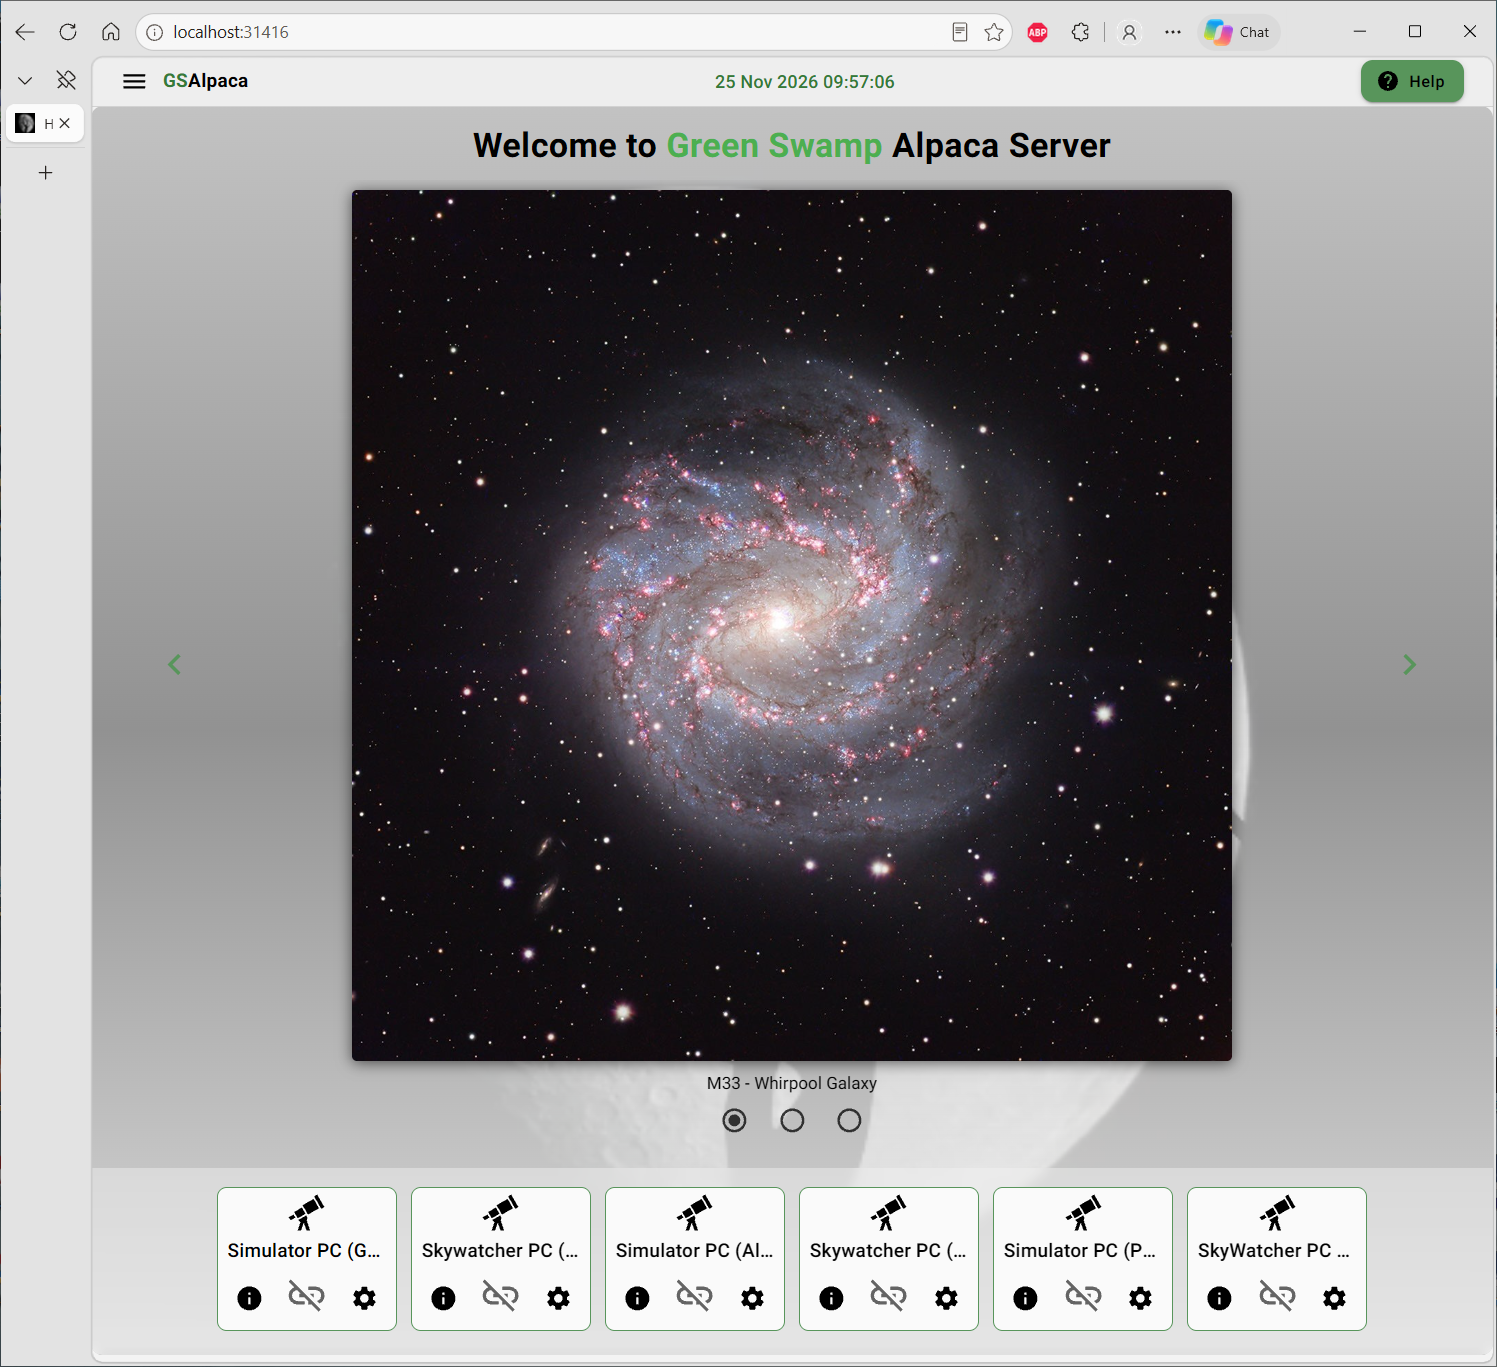 localhost:31416
ABP
Chat
H
GSAlpaca
25 Nov 2026 09:57:06
Help
Welcome to Green Swamp Alpaca Server
M33 - Whirpool Galaxy
Simulator PC (G...
Skywatcher PC (...
Simulator PC (Al...
Skywatcher PC (...
Simulator PC (P...
SkyWatcher PC ...